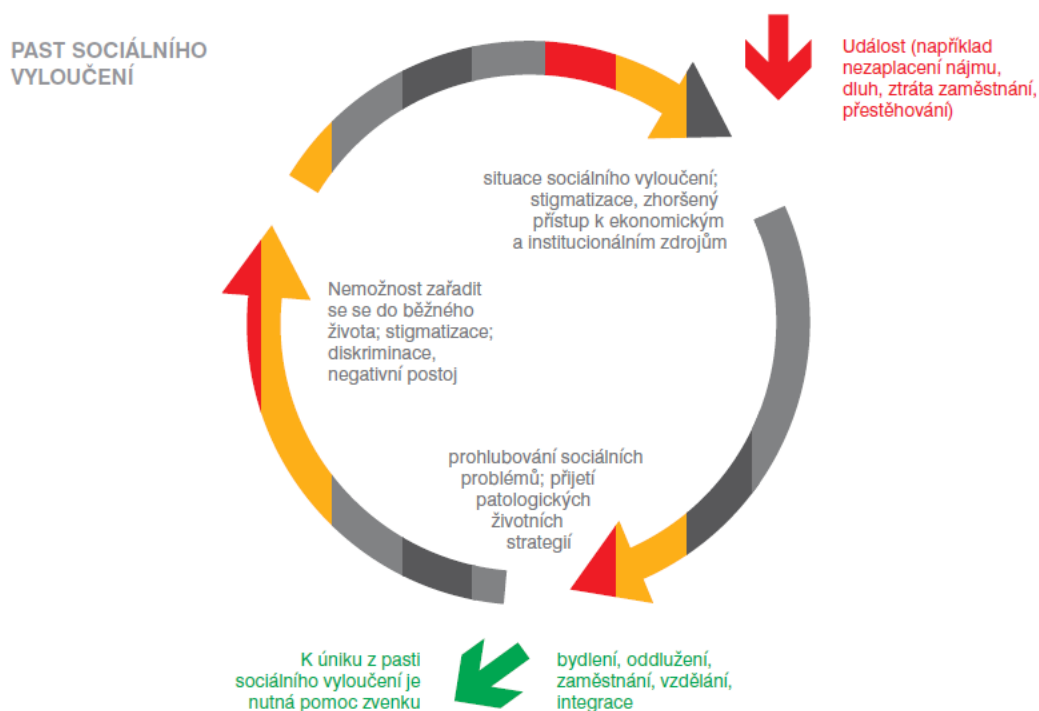 PAST SOCIÁLNÍHO
VYLOUČENÍ
Událost (například
nezaplacení nájmu,
dluh, ztráta zaměstnání,
přestěhování)
situace sociálního vyloučení;
stigmatizace, zhoršený
přístup k ekonomickým
a institucionálním zdrojům
Nemožnost zařadit
se se do běžného
života; stigmatizace;
diskriminace,
negativní postoj
prohlubování sociálních
problémů; přijetí
patologických
životních
strategií
K úniku z pasti
sociálního vyloučení je
nutná pomoc zvenku
bydlení, oddlužení,
zaměstnání, vzdělání,
integrace